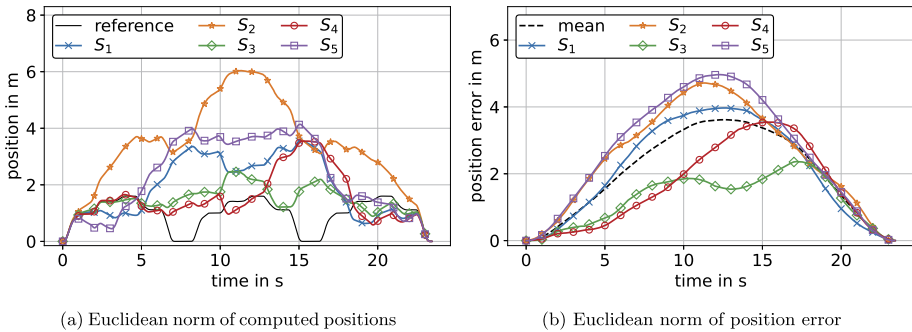 reference
S₁
S₂
S₃
S₄
S₅
8
6
4
2
0
position in m
0 5 10 15 20
time in s
(a) Euclidean norm of computed positions
mean
S₁
S₂
S₃
S₄
S₅
6
4
2
0
position error in m
0 5 10 15 20
time in s
(b) Euclidean norm of position error